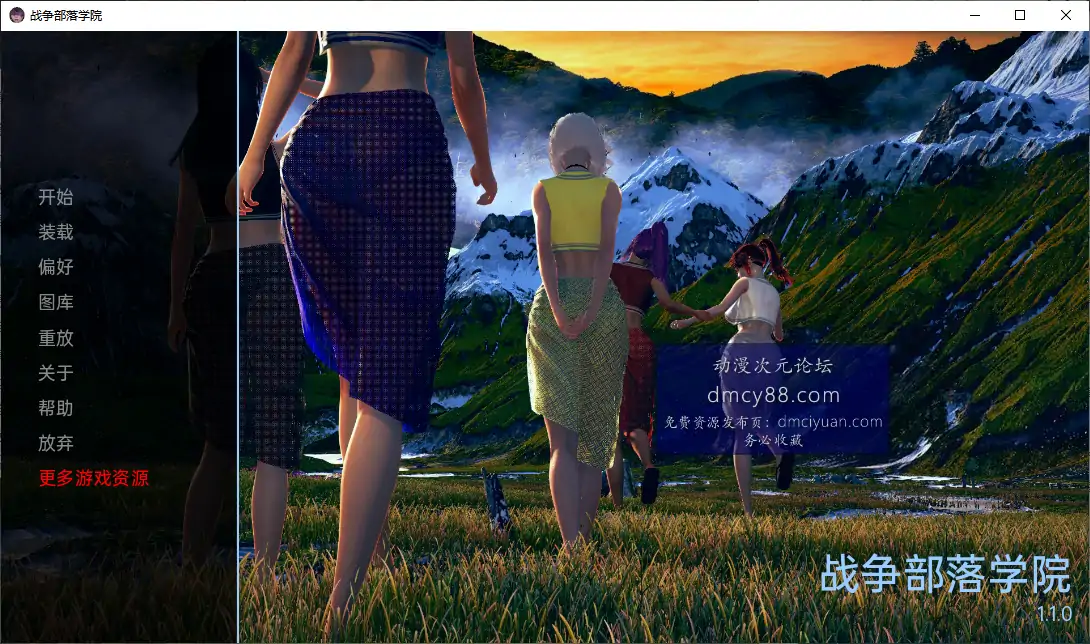 战争部落学院
开始
装载
偏好
图库
重放
关于
帮助
放弃
更多游戏资源
动漫次元论坛
dmcy88.com
免费资源发布页：dmciyuan.com
务必收藏
战争部落学院
1.1.0